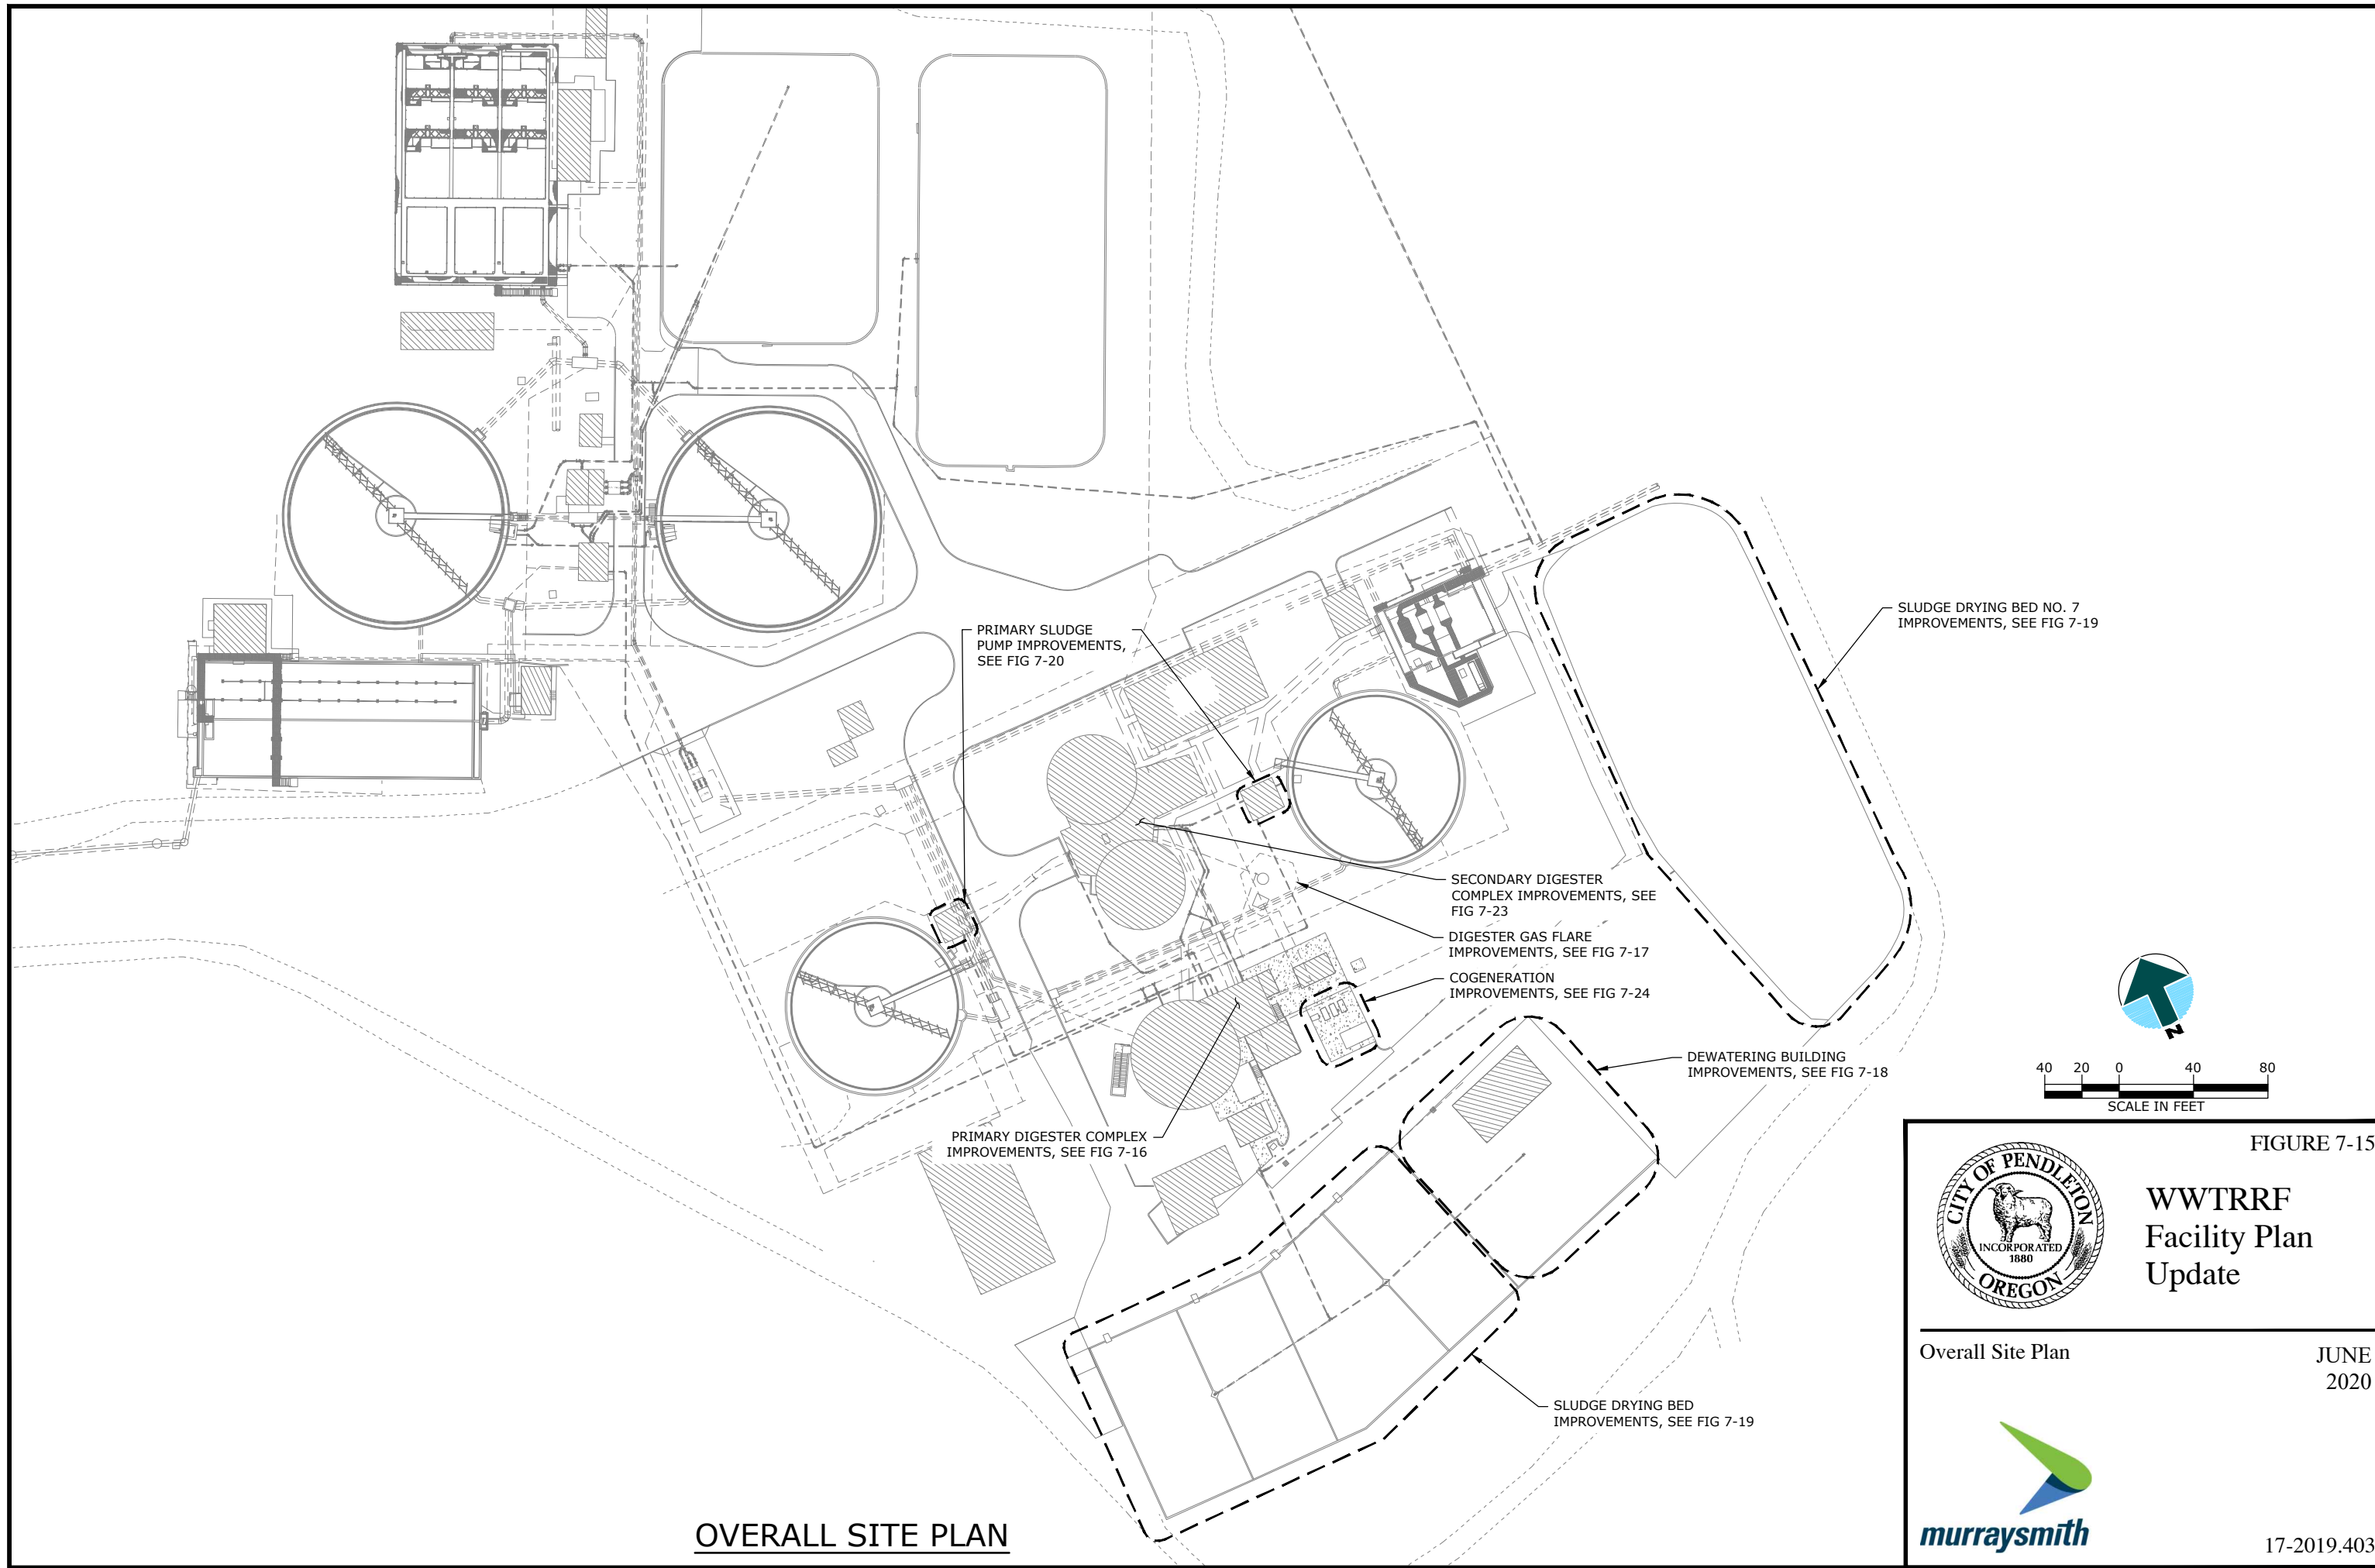 PRIMARY SLUDGE
PUMP IMPROVEMENTS,
SEE FIG 7-20
SLUDGE DRYING BED NO. 7
IMPROVEMENTS, SEE FIG 7-19
SECONDARY DIGESTER
COMPLEX IMPROVEMENTS, SEE
FIG 7-23
DIGESTER GAS FLARE
IMPROVEMENTS, SEE FIG 7-17
COGENERATION
IMPROVEMENTS, SEE FIG 7-24
DEWATERING BUILDING
IMPROVEMENTS, SEE FIG 7-18
PRIMARY DIGESTER COMPLEX
IMPROVEMENTS, SEE FIG 7-16
SLUDGE DRYING BED
IMPROVEMENTS, SEE FIG 7-19
OVERALL SITE PLAN
N
40 20 0 40 80
SCALE IN FEET
FIGURE 7-15
CITY OF PENDLETON
INCORPORATED
1880
OREGON
WWTRRF
Facility Plan
Update
Overall Site Plan
JUNE
2020
murraysmith
17-2019.403